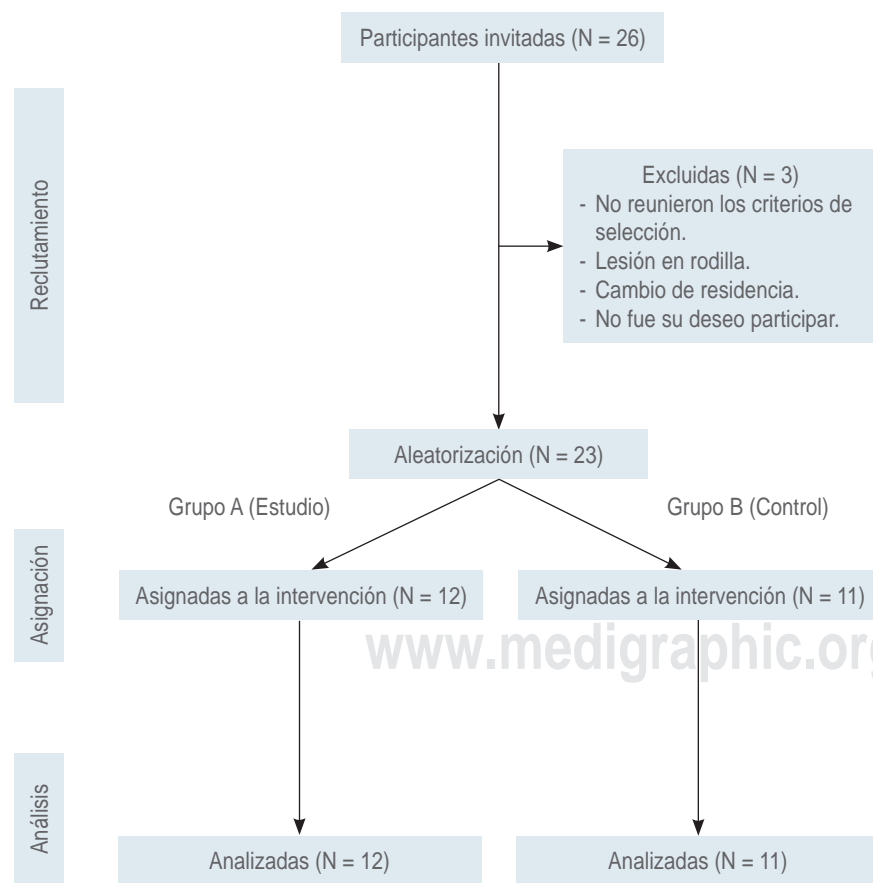 Participantes invitadas (N = 26)
Reclutamiento
Excluidas (N = 3)
- No reunieron los criterios de
selección.
- Lesión en rodilla.
- Cambio de residencia.
- No fue su deseo participar.
Aleatorización (N = 23)
Grupo A (Estudio)
Grupo B (Control)
Asignación
Asignadas a la intervención (N = 12)
Asignadas a la intervención (N = 11)
www.medigraphic.org
Análisis
Analizadas (N = 12)
Analizadas (N = 11)